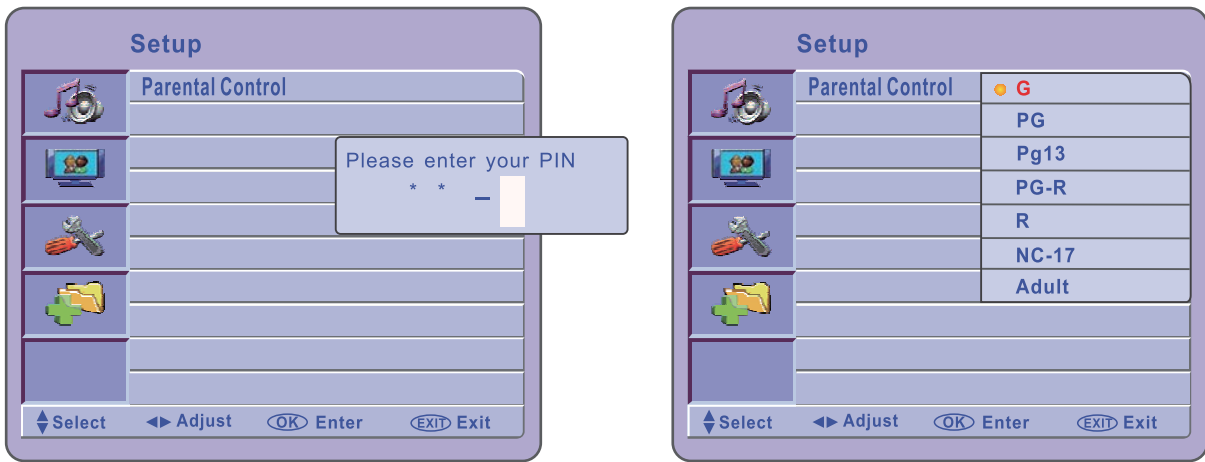 Setup
Parental Control
Please enter your PIN
* * –
Select Adjust OK Enter EXIT Exit
Setup
Parental Control
G
PG
Pg13
PG-R
R
NC-17
Adult
Select Adjust OK Enter EXIT Exit